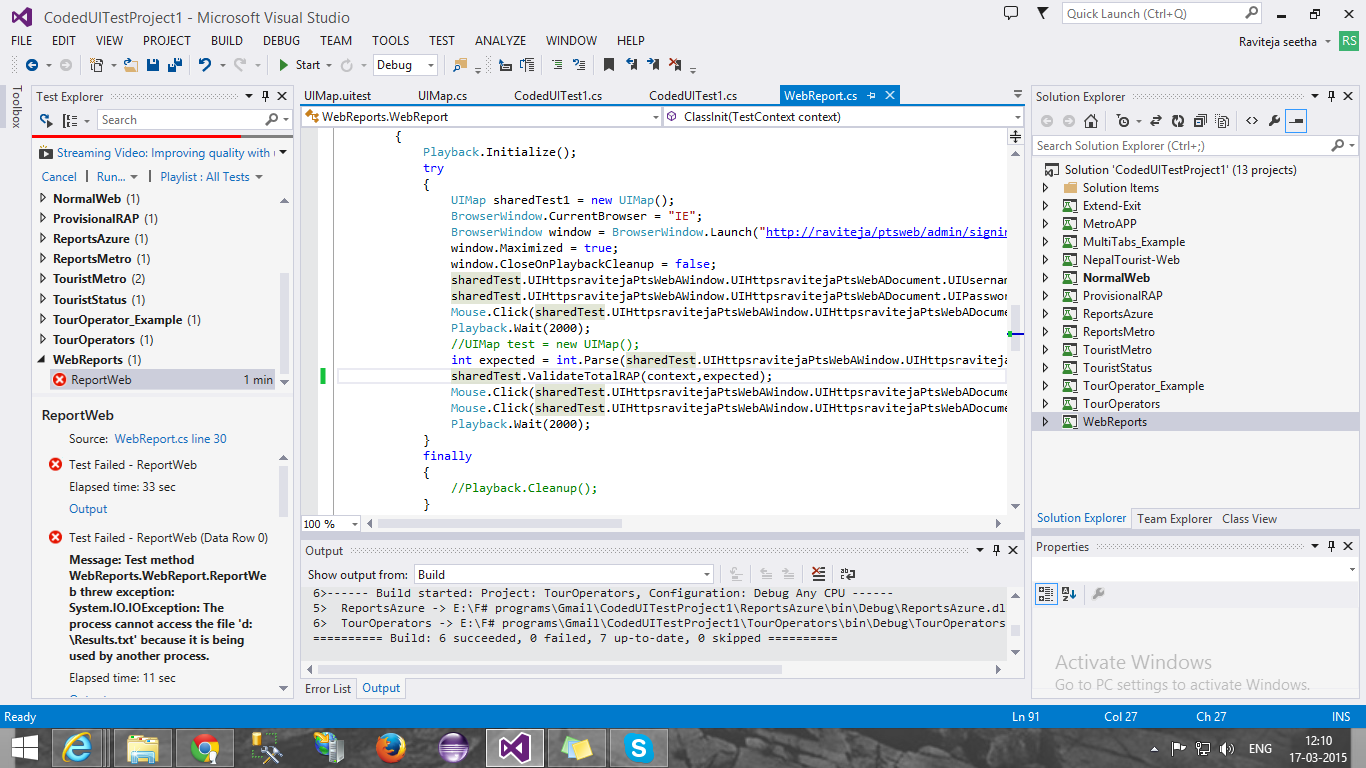 CodedUITestProject1 - Microsoft Visual Studio
Quick Launch (Ctrl+Q)
FILE EDIT VIEW PROJECT BUILD DEBUG TEAM TOOLS TEST ANALYZE WINDOW HELP
Raviteja seetha RS
Start Debug
Toolbox
Test Explorer
Search
Streaming Video: Improving quality with
Cancel | Run... | Playlist : All Tests
NormalWeb (1)
ProvisionalRAP (1)
ReportsAzure (1)
ReportsMetro (1)
TouristMetro (2)
TouristStatus (1)
TourOperator_Example (1)
TourOperators (1)
WebReports (1)
ReportWeb 1 min
ReportWeb
Source: WebReport.cs line 30
Test Failed - ReportWeb
Elapsed time: 33 sec
Output
Test Failed - ReportWeb (Data Row 0)
Message: Test method
WebReports.WebReport.ReportWe
b threw exception:
System.IO.IOException: The
process cannot access the file 'd:
\Results.txt' because it is being
used by another process.
Elapsed time: 11 sec
UIMap.uitest UIMap.cs CodedUITest1.cs CodedUITest1.cs WebReport.cs
WebReports.WebReport ClassInit(TestContext context)
{
Playback.Initialize();
try
{
UIMap sharedTest1 = new UIMap();
BrowserWindow.CurrentBrowser = "IE";
BrowserWindow window = BrowserWindow.Launch("http://raviteja/ptsweb/admin/signin
window.Maximized = true;
window.CloseOnPlaybackCleanup = false;
sharedTest.UIHttpsravitejaPtsWebAWindow.UIHttpsravitejaPtsWebADocument.UIUsernam
sharedTest.UIHttpsravitejaPtsWebAWindow.UIHttpsravitejaPtsWebADocument.UIPasswor
Mouse.Click(sharedTest.UIHttpsravitejaPtsWebAWindow.UIHttpsravitejaPtsWebADocume
Playback.Wait(2000);
//UIMap test = new UIMap();
int expected = int.Parse(sharedTest.UIHttpsravitejaPtsWebAWindow.UIHttpsraviteja
sharedTest.ValidateTotalRAP(context,expected);
Mouse.Click(sharedTest.UIHttpsravitejaPtsWebAWindow.UIHttpsravitejaPtsWebADocume
Mouse.Click(sharedTest.UIHttpsravitejaPtsWebAWindow.UIHttpsravitejaPtsWebADocume
Playback.Wait(2000);
}
finally
{
//Playback.Cleanup();
}
100 %
Output
Show output from: Build
6>------ Build started: Project: TourOperators, Configuration: Debug Any CPU ------
5> ReportsAzure -> E:\F# programs\Gmail\CodedUITestProject1\ReportsAzure\bin\Debug\ReportsAzure.dl
6> TourOperators -> E:\F# programs\Gmail\CodedUITestProject1\TourOperators\bin\Debug\TourOperators
========== Build: 6 succeeded, 0 failed, 7 up-to-date, 0 skipped ==========
Error List Output
Solution Explorer
Search Solution Explorer (Ctrl+;)
Solution 'CodedUITestProject1' (13 projects)
Solution Items
Extend-Exit
MetroAPP
MultiTabs_Example
NepalTourist-Web
NormalWeb
ProvisionalRAP
ReportsAzure
ReportsMetro
TouristMetro
TouristStatus
TourOperator_Example
TourOperators
WebReports
Solution Explorer Team Explorer Class View
Properties
Activate Windows
Go to PC settings to activate Windows.
Ready Ln 91 Col 27 Ch 27 INS
ENG
12:10
17-03-2015